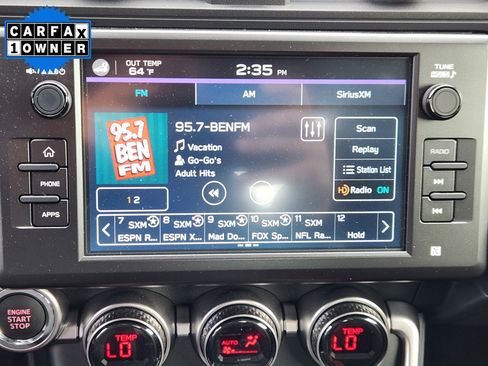 CARFAX
1 OWNER
OUT TEMP
64 °F
2:35 PM
TUNE
FM
AM
SiriusXM
95.7
BEN
FM
95.7-BENFM
Vacation
Go-Go's
Adult Hits
Scan
Replay
Station List
HD Radio ON
1 2
PHONE
APPS
RADIO
7 SXM
ESPN R...
8 SXM
ESPN X...
9 SXM
Mad Do...
10 SXM
FOX Sp...
11 SXM
NFL Ra...
12
Hold
ENGINE
START
STOP
TEMP
LO
AUTO
TEMP
LO